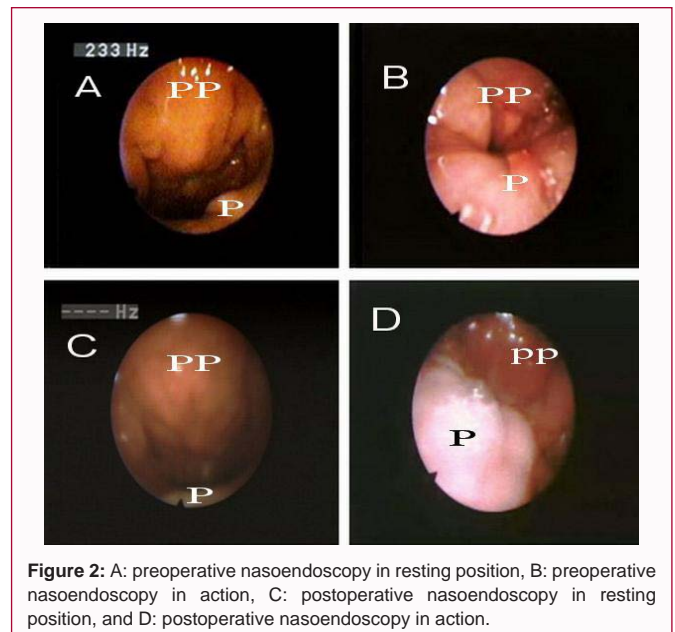 233 Hz
A
PP
P
B
PP
P
---- Hz
C
PP
P
D
pp
P
Figure 2: A: preoperative nasoendoscopy in resting position, B: preoperative
nasoendoscopy in action, C: postoperative nasoendoscopy in resting
position, and D: postoperative nasoendoscopy in action.